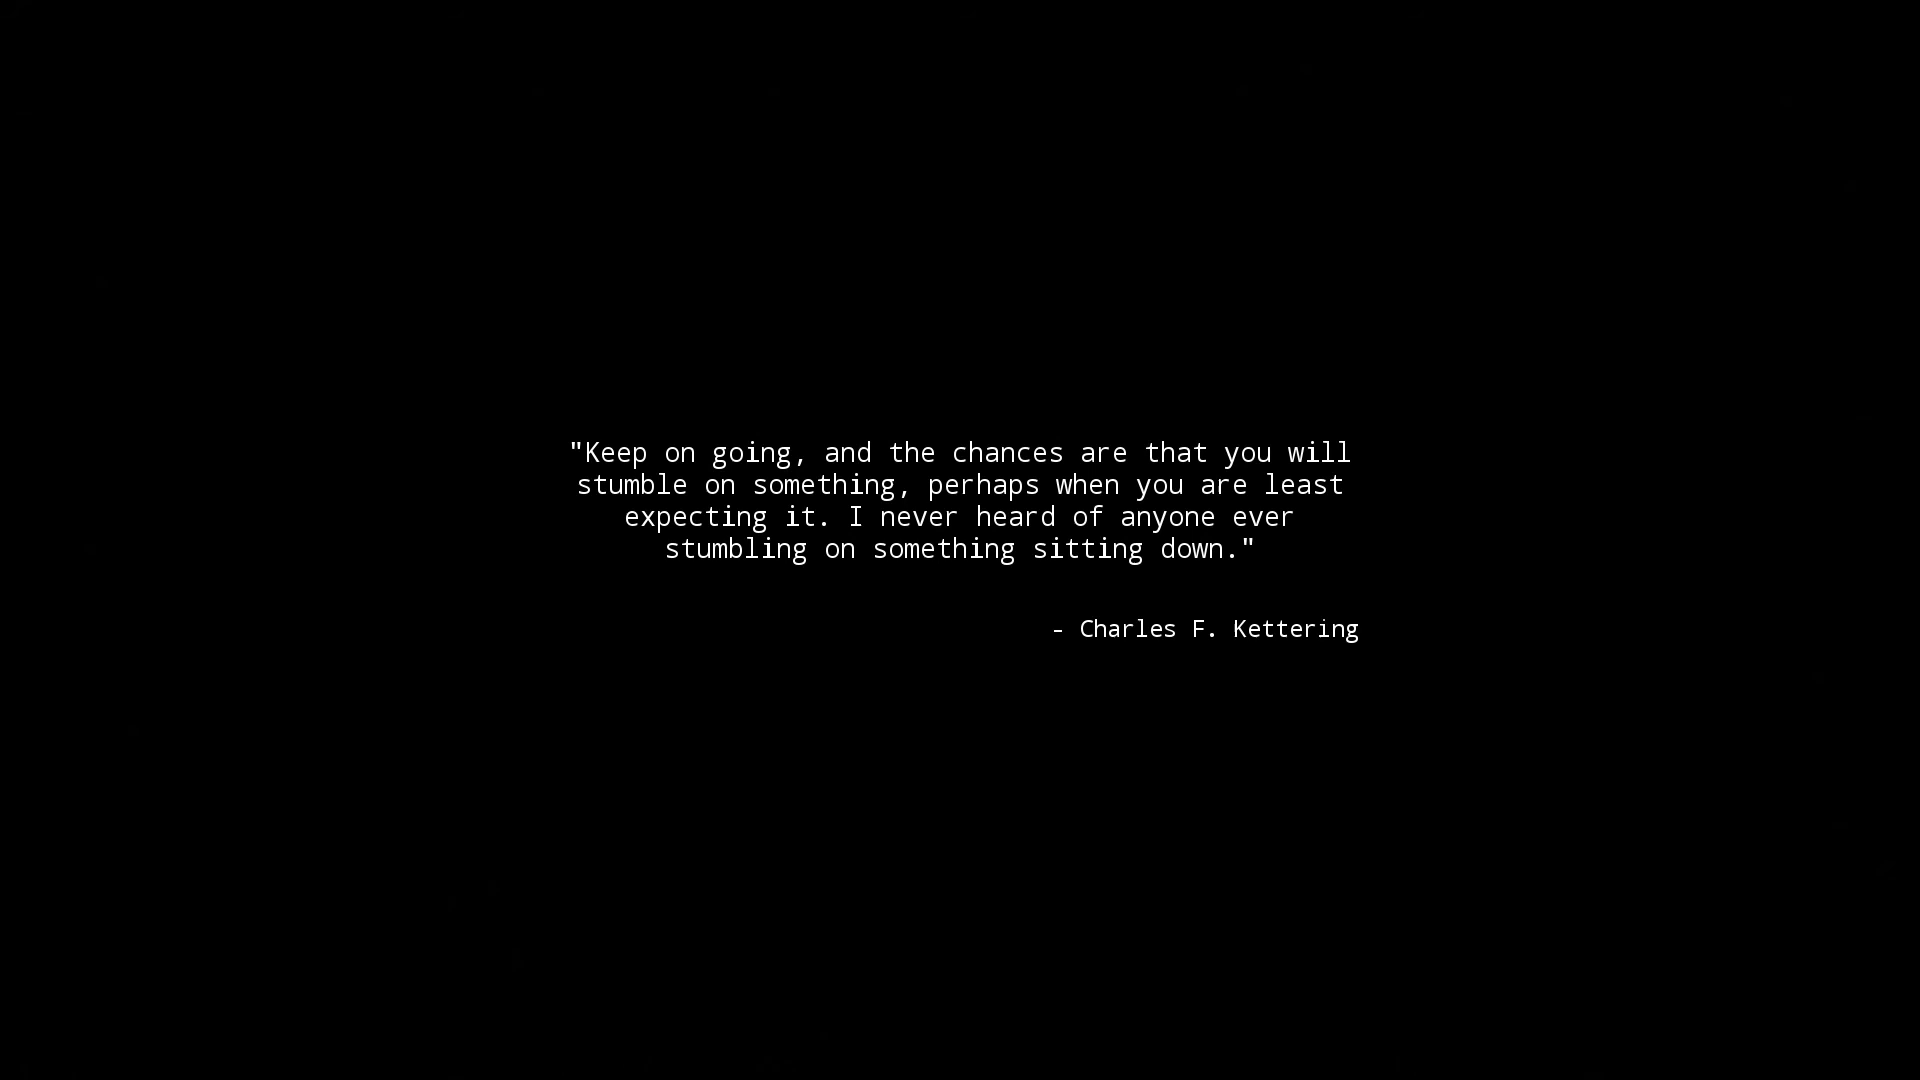 "Keep on going, and the chances are that you will
stumble on something, perhaps when you are least
expecting it. I never heard of anyone ever
stumbling on something sitting down."
- Charles F. Kettering